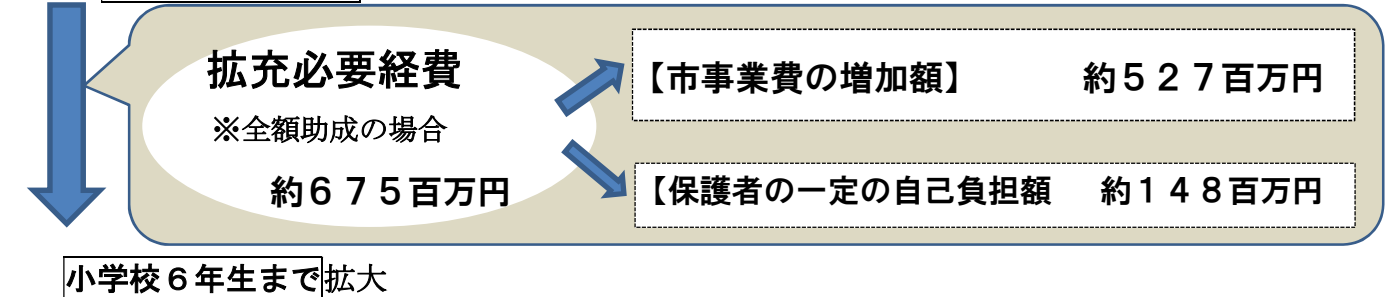 拡充必要経費
※全額助成の場合
約675百万円
【市事業費の増加額】　　約527百万円
【保護者の一定の自己負担額　約148百万円
小学校6年生まで拡大